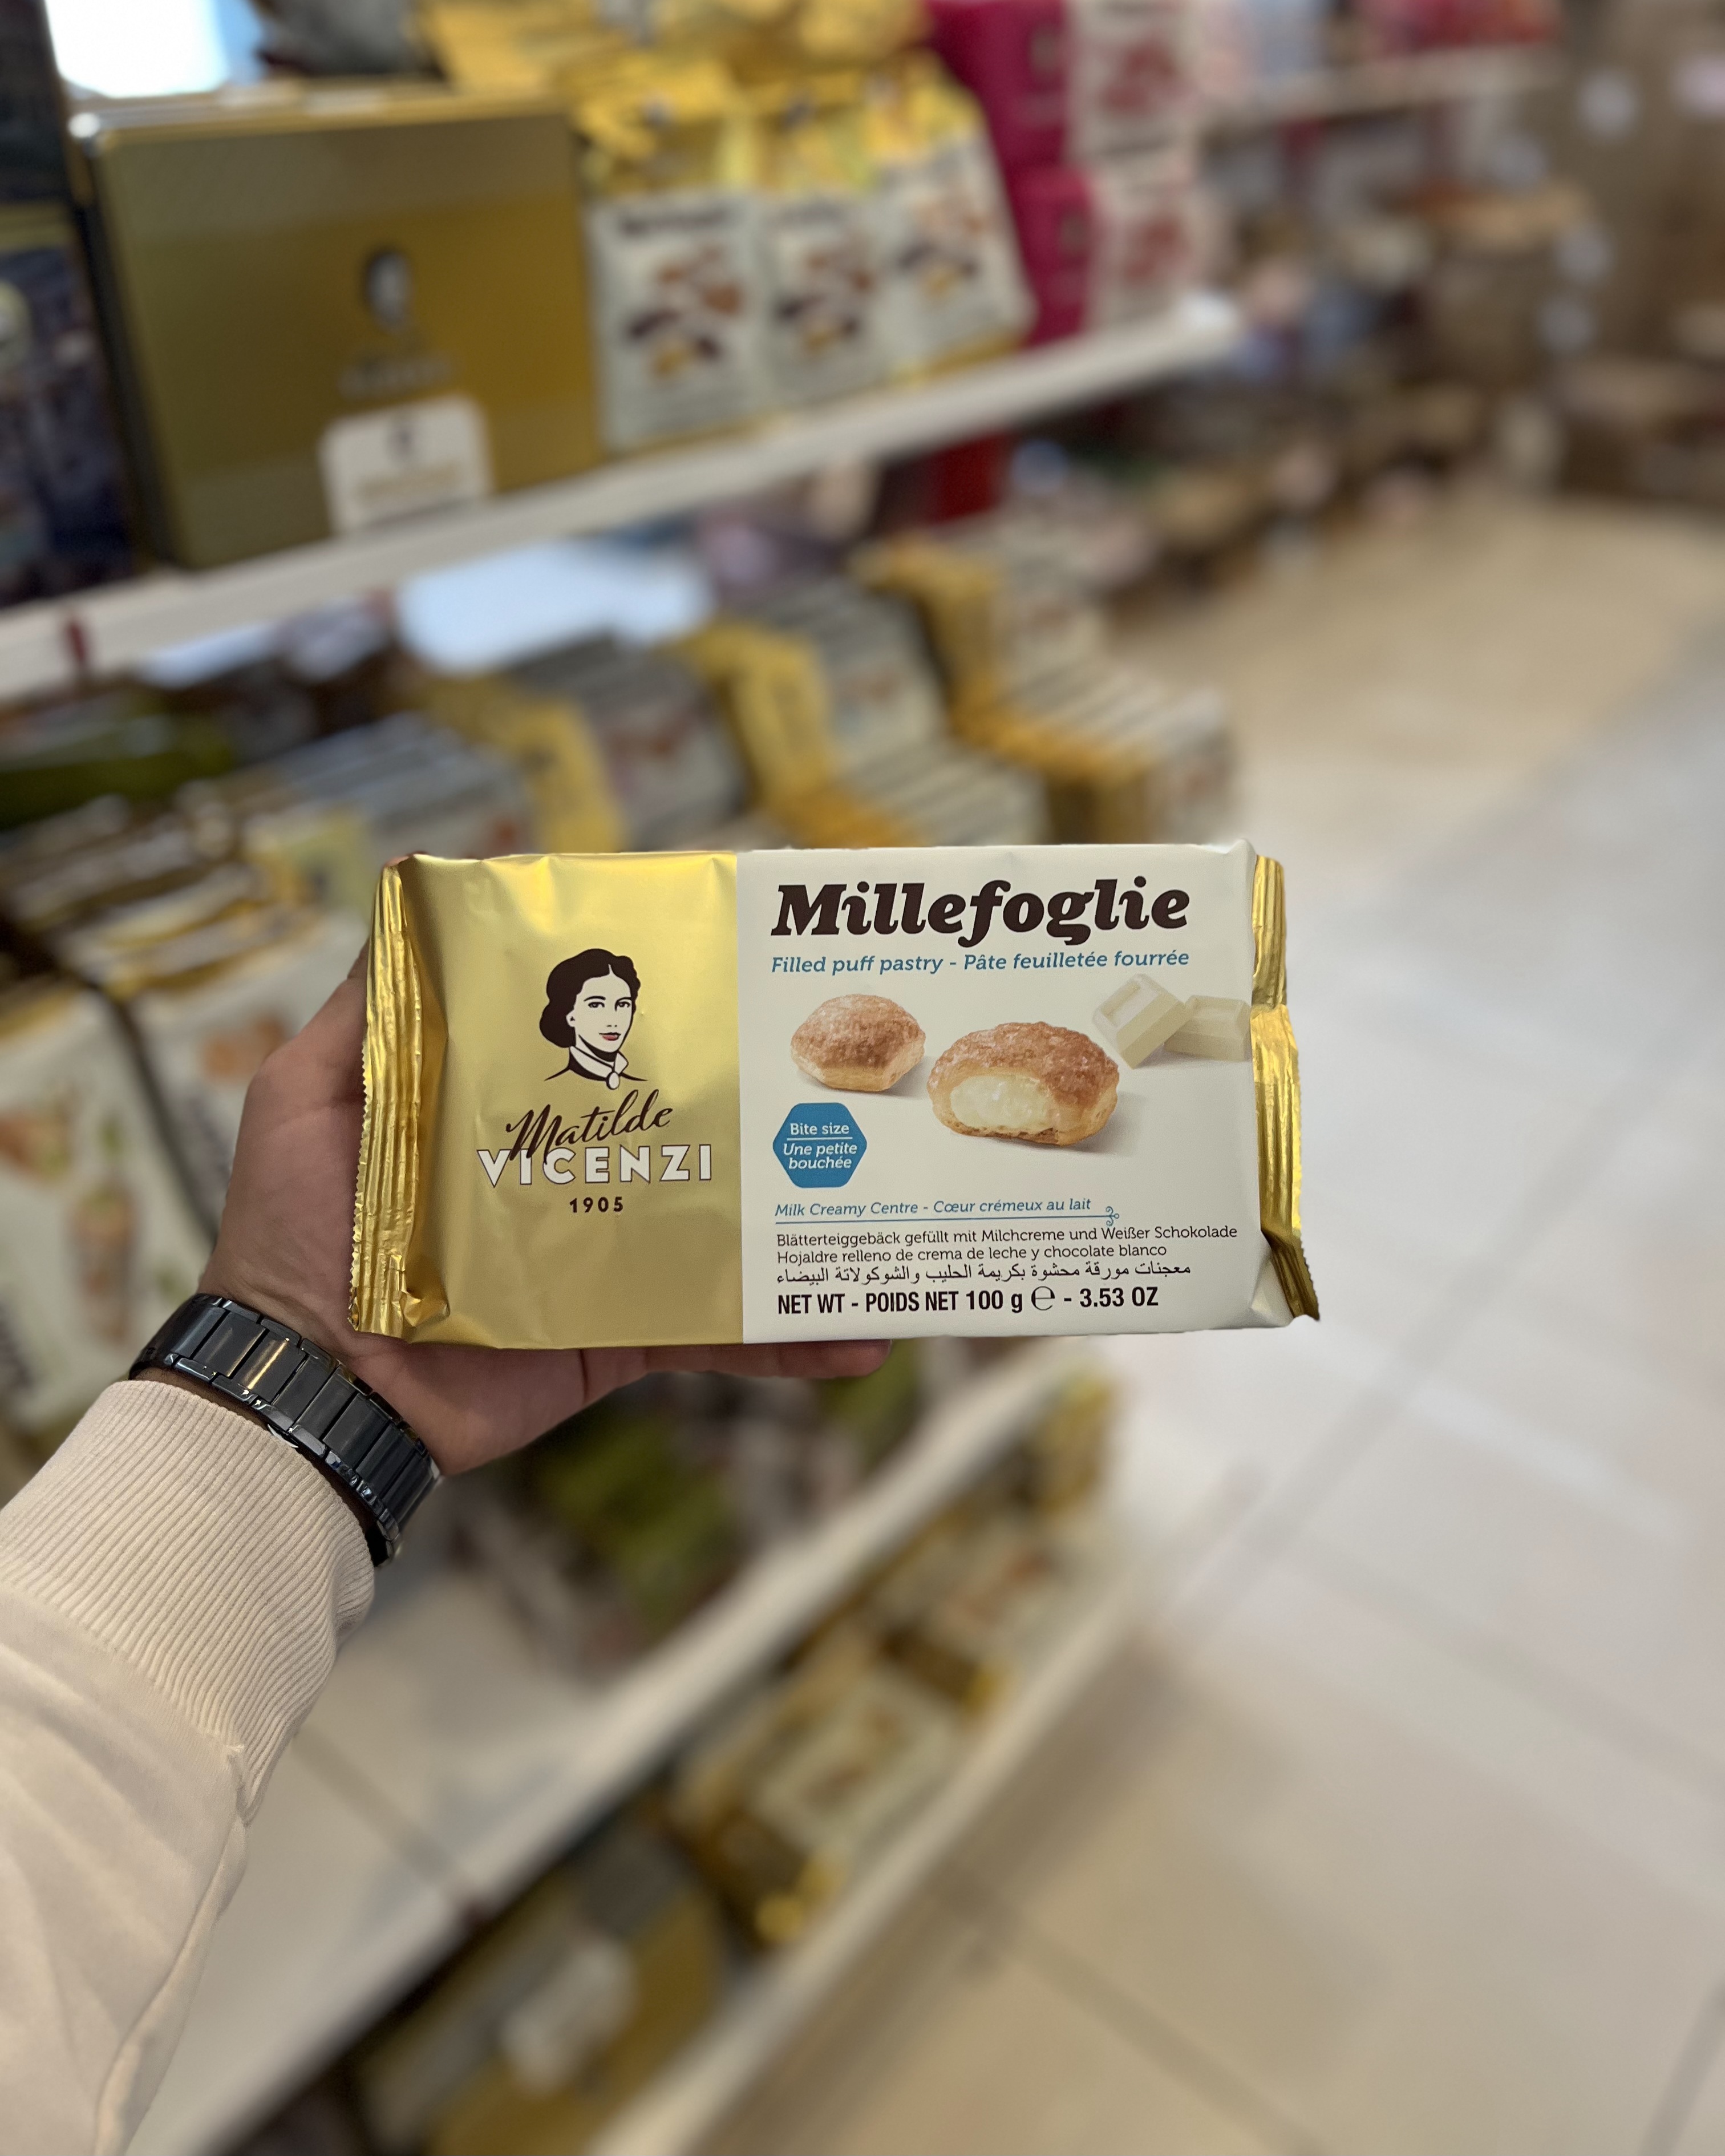 Matilde
VICENZI
1905
Millefoglie
Filled puff pastry - Pâte feuilletée fourrée
Bite size
Une petite
bouchée
Milk Creamy Centre - Cœur crémeux au lait
Blätterteiggebäck gefüllt mit Milchcreme und Weißer Schokolade
Hojaldre relleno de crema de leche y chocolate blanco
معجنات مورقة محشوة بكريمة الحليب والشوكولاتة البيضاء
NET WT - POIDS NET 100 g ℮ - 3.53 OZ